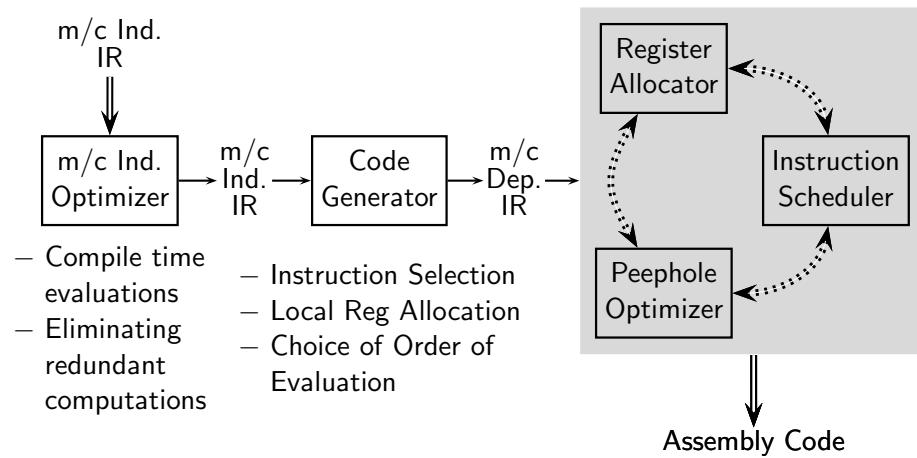 m/c Ind.
IR
m/c Ind.
Optimizer
m/c
Ind.
IR
Code
Generator
m/c
Dep.
IR
Register
Allocator
Instruction
Scheduler
Peephole
Optimizer
– Compile time
evaluations
– Eliminating
redundant
computations
– Instruction Selection
– Local Reg Allocation
– Choice of Order of
Evaluation
Assembly Code